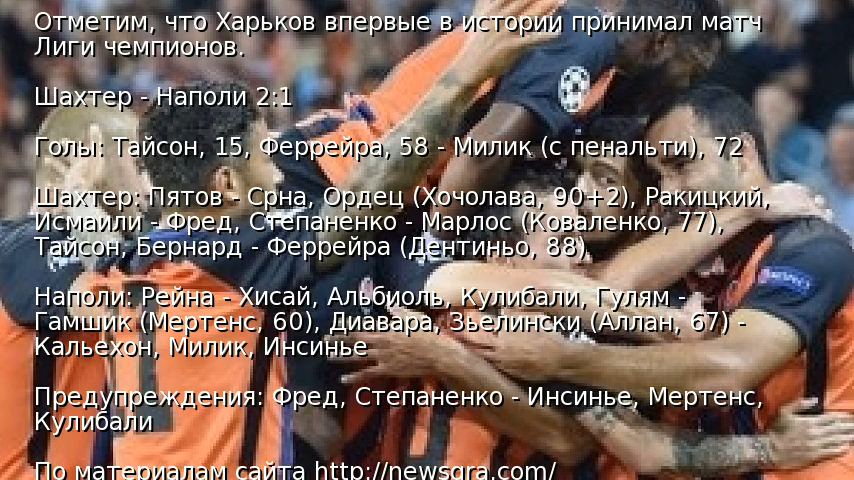 Отметим, что Харьков впервые в истории принимал матч
Лиги чемпионов.
Шахтер - Наполи 2:1
Голы: Тайсон, 15, Феррейра, 58 - Милик (с пенальти), 72
Шахтер: Пятов - Срна, Ордец (Хочолава, 90+2), Ракицкий,
Исмаили - Фред, Степаненко - Марлос (Коваленко, 77),
Тайсон, Бернард - Феррейра (Дентиньо, 88)
Наполи: Рейна - Хисай, Альбиоль, Кулибали, Гулям -
Гамшик (Мертенс, 60), Диавара, Зьелински (Аллан, 67) -
Кальехон, Милик, Инсинье
Предупреждения: Фред, Степаненко - Инсинье, Мертенс,
Кулибали
По материалам сайта http://newsgra.com/